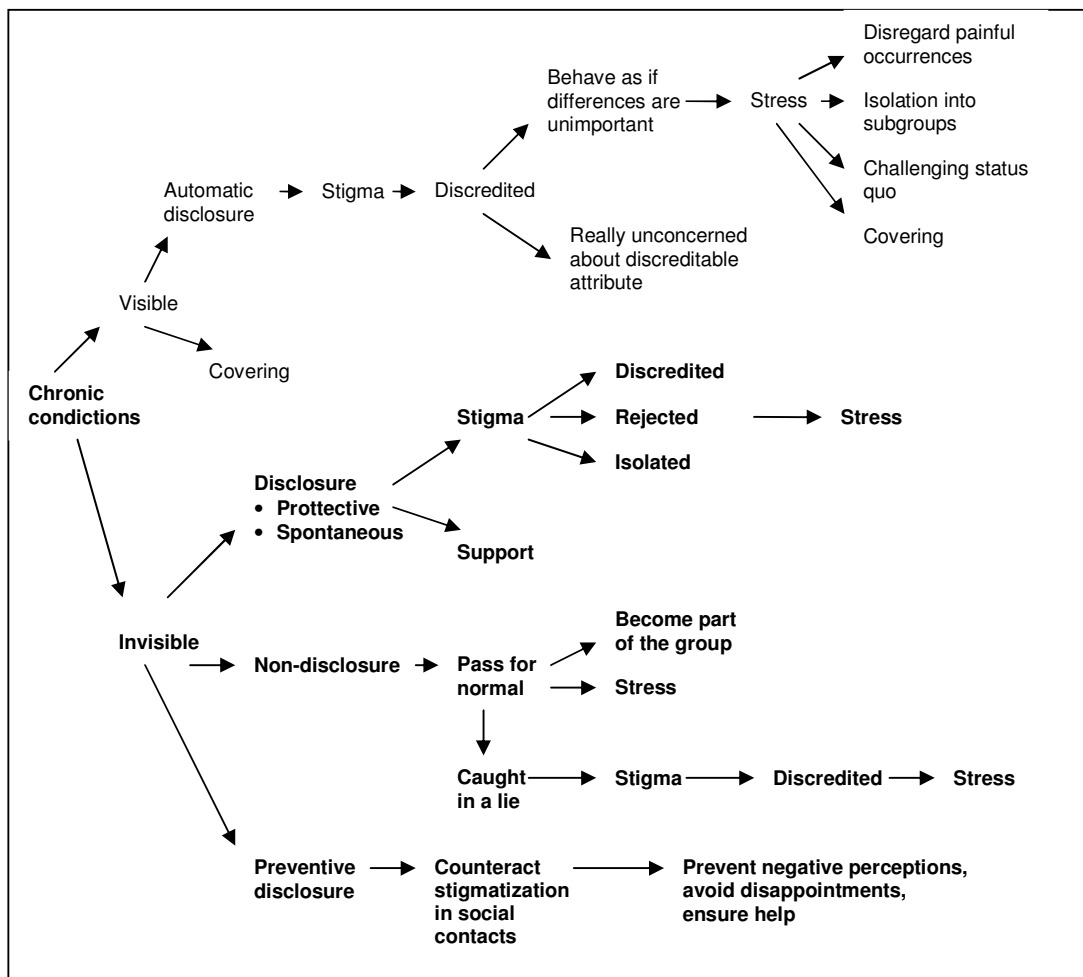 Disregard painful
occurrences
Behave as if
differences are
unimportant
Stress
Isolation into
subgroups
Challenging status
quo
Covering
Automatic
disclosure
Stigma
Discredited
Really unconcerned
about discreditable
attribute
Visible
Covering
Chronic
condictions
Discredited
Stigma
Rejected
Stress
Isolated
Disclosure
• Prottective
• Spontaneous
Support
Invisible
Become part
of the group
Non-disclosure
Pass for
normal
Stress
Caught
in a lie
Stigma
Discredited
Stress
Preventive
disclosure
Counteract
stigmatization
in social
contacts
Prevent negative perceptions,
avoid disappointments,
ensure help